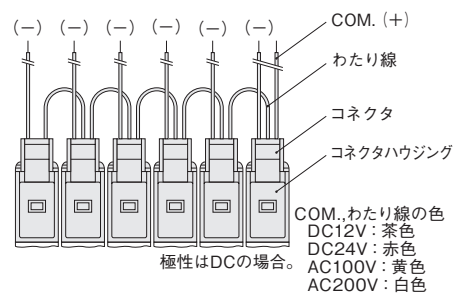 (−) (−) (−) (−) (−) (−)
COM. (＋)
わたり線
コネクタ
コネクタハウジング
COM.,わたり線の色
DC12V：茶色
DC24V：赤色
極性はDCの場合。 AC100V：黄色
AC200V：白色